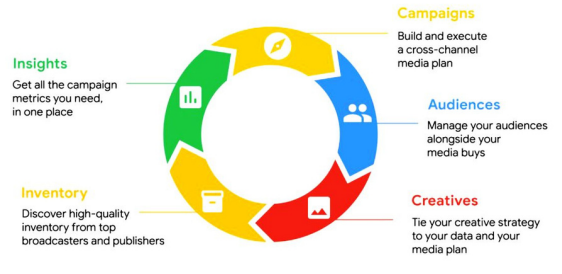 Campaigns
Build and execute
a cross-channel
media plan
Insights
Get all the campaign
metrics you need,
in one place
Audiences
Manage your audiences
alongside your
media buys
Inventory
Discover high-quality
inventory from top
broadcasters and publishers
Creatives
Tie your creative strategy
to your data and your
media plan